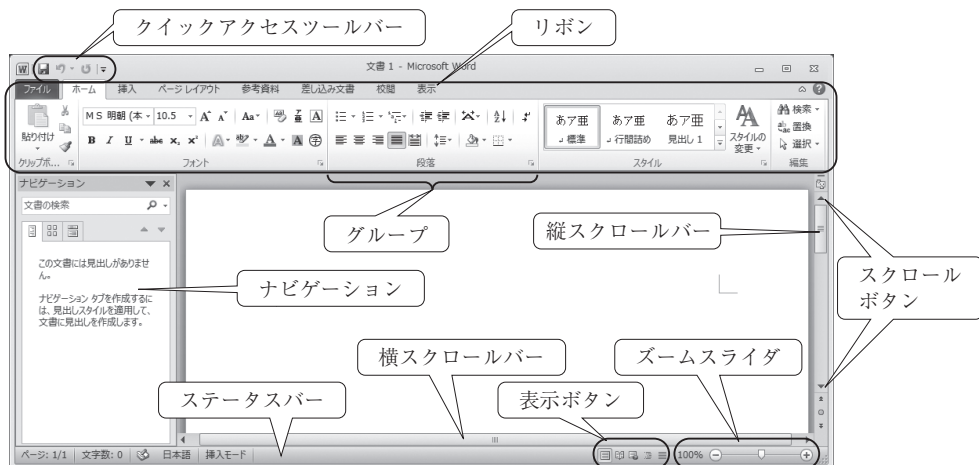 クイックアクセスツールバー
リボン
文書 1 - Microsoft Word
ファイル ホーム 挿入 ページ レイアウト 参考資料 差し込み文書 校閲 表示
MS 明朝 (本 10.5 A A Aa A
あア亜 あア亜 あア亜
検索
置換
選択
貼り付け
B I U abc x₂ x² A A A 字
標準 行間詰め 見出し 1
スタイルの
変更
クリップボ... フォント 段落 スタイル 編集
ナビゲーション
文書の検索
グループ
縦スクロールバー
この文書には見出しがありませ
ん。
ナビゲーション タブを作成するに
は、見出しスタイルを適用して、
文書に見出しを作成します。
ナビゲーション
スクロール
ボタン
横スクロールバー
ズームスライダ
ステータスバー
表示ボタン
ページ: 1/1 文字数: 0 日本語 挿入モード 100%